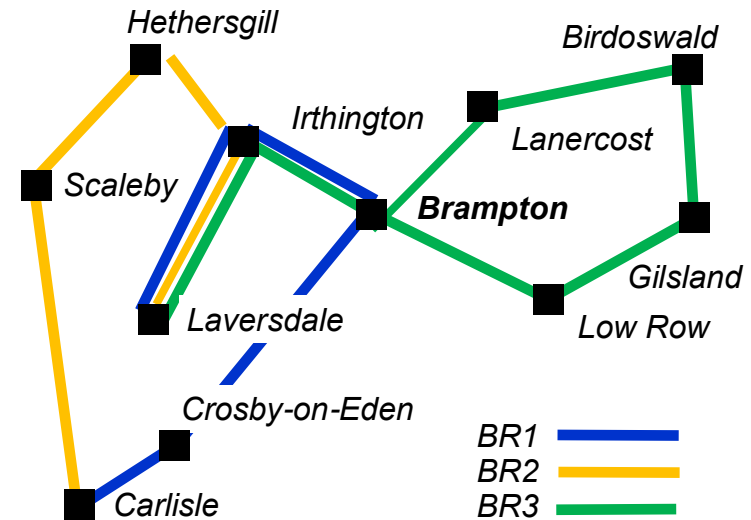 Hethersgill
Birdoswald
Irthington
Lanercost
Scaleby
Brampton
Gilsland
Laversdale
Low Row
Crosby-on-Eden
BR1
BR2
Carlisle
BR3